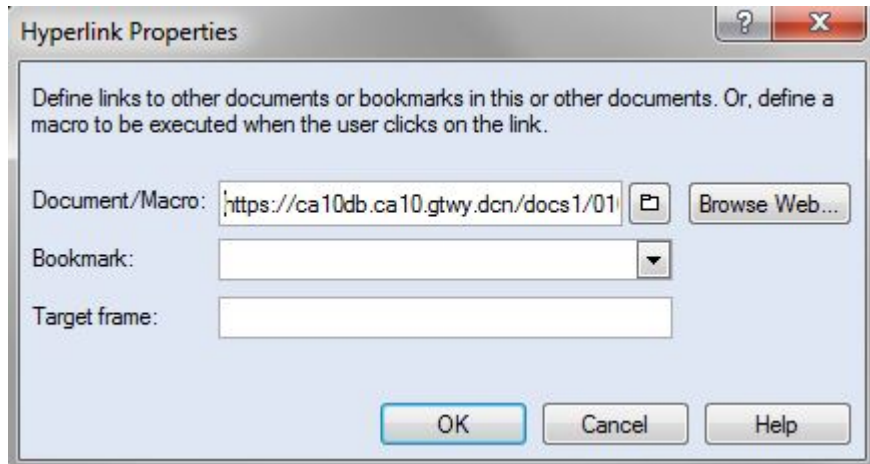 Hyperlink Properties
Define links to other documents or bookmarks in this or other documents. Or, define a
macro to be executed when the user clicks on the link.
Document/Macro: https://ca10db.ca10.gtwy.dcn/docs1/01 Browse Web...
Bookmark:
Target frame:
OK Cancel Help